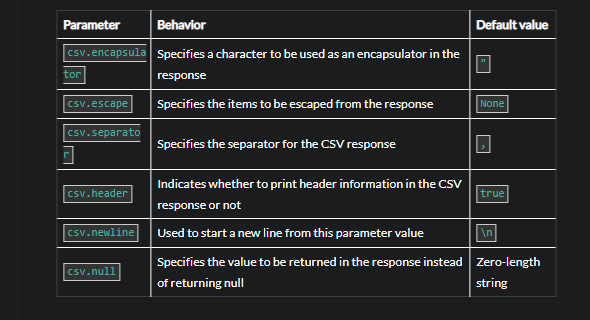 Parameter Behavior Default value
csv.encapsula Specifies a character to be used as an encapsulator in the "
tor response
csv.escape Specifies the items to be escaped from the response None
csv.separato Specifies the separator for the CSV response ,
r
csv.header Indicates whether to print header information in the CSV true
response or not
csv.newline Used to start a new line from this parameter value \n
csv.null Specifies the value to be returned in the response instead Zero-length
of returning null string